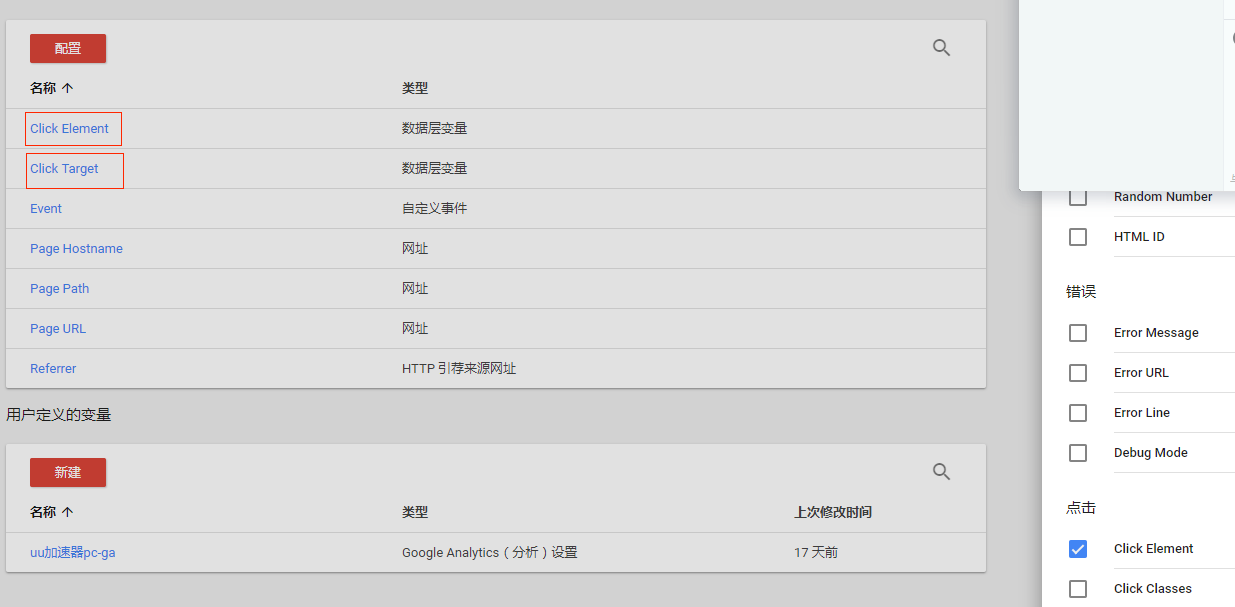 配置
名称 ↑ 类型
Click Element 数据层变量
Click Target 数据层变量
Event 自定义事件
Page Hostname 网址
Page Path 网址
Page URL 网址
Referrer HTTP 引荐来源网址
用户定义的变量
新建
名称 ↑ 类型 上次修改时间
uu加速器pc-ga Google Analytics（分析）设置 17 天前
Random Number
HTML ID
错误
Error Message
Error URL
Error Line
Debug Mode
点击
Click Element
Click Classes